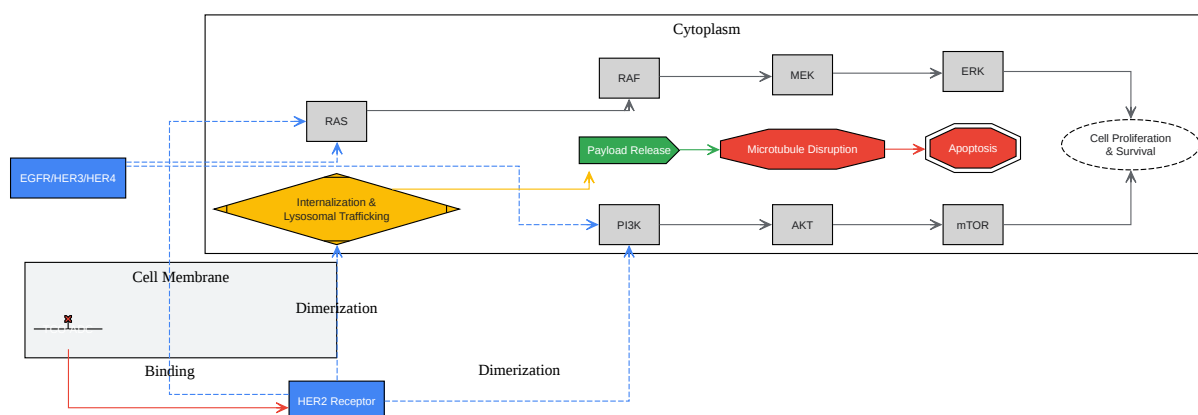 Cytoplasm
RAF
MEK
ERK
RAS
Payload Release
Microtubule Disruption
Apoptosis
Cell Proliferation
& Survival
EGFR/HER3/HER4
Internalization &
Lysosomal Trafficking
PI3K
AKT
mTOR
Cell Membrane
Dimerization
Binding
Dimerization
HER2 Receptor